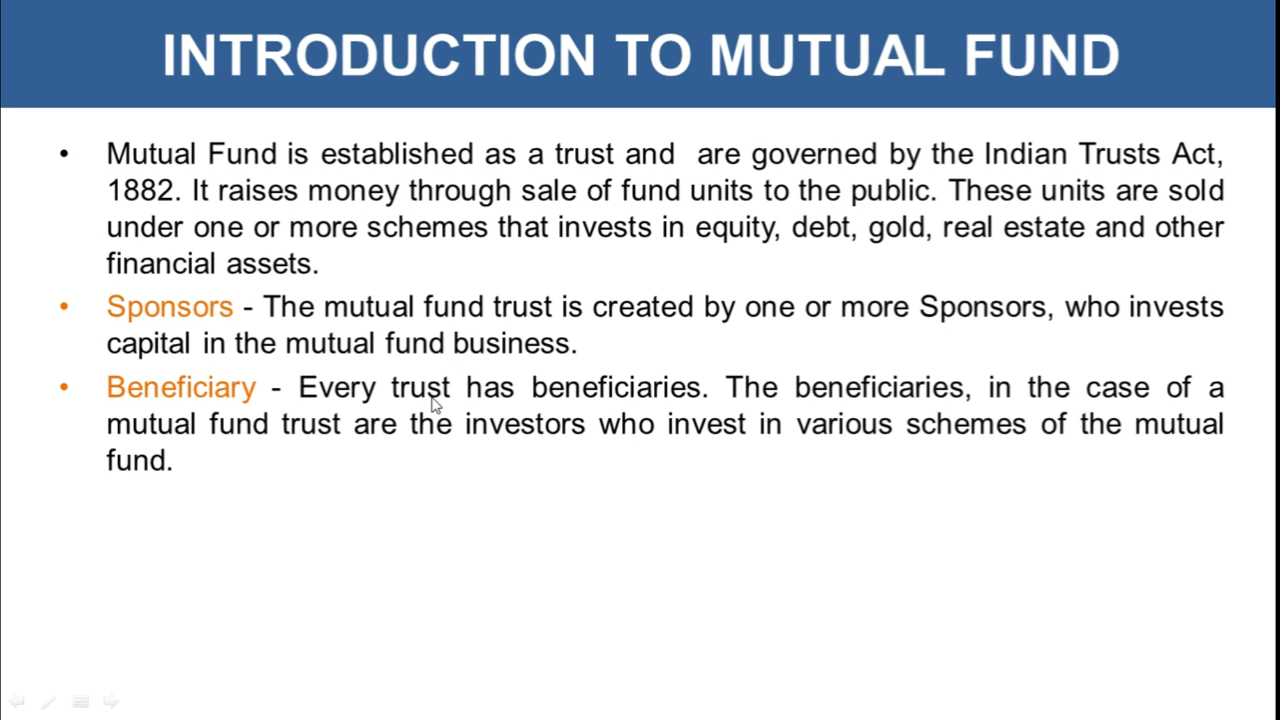 INTRODUCTION TO MUTUAL FUND
• Mutual Fund is established as a trust and are governed by the Indian Trusts Act,
1882. It raises money through sale of fund units to the public. These units are sold
under one or more schemes that invests in equity, debt, gold, real estate and other
financial assets.
• Sponsors - The mutual fund trust is created by one or more Sponsors, who invests
capital in the mutual fund business.
• Beneficiary - Every trust has beneficiaries. The beneficiaries, in the case of a
mutual fund trust are the investors who invest in various schemes of the mutual
fund.